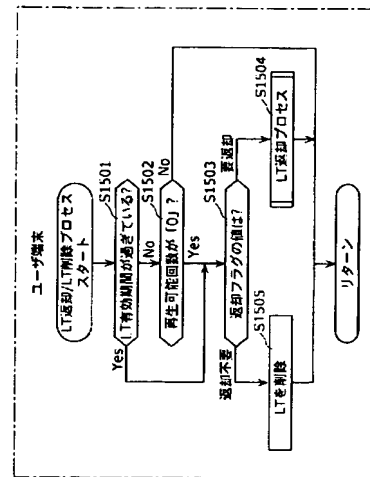 ユーザ端末
LT返却/LT削除プロセス
スタート
S1501
LT有効期間が過ぎている?
Yes
No
S1502
再生可能回数が「0」?
No
Yes
S1503
返却フラグの値は?
返却不要
要返却
S1505
LTを削除
S1504
LT返却プロセス
リターン